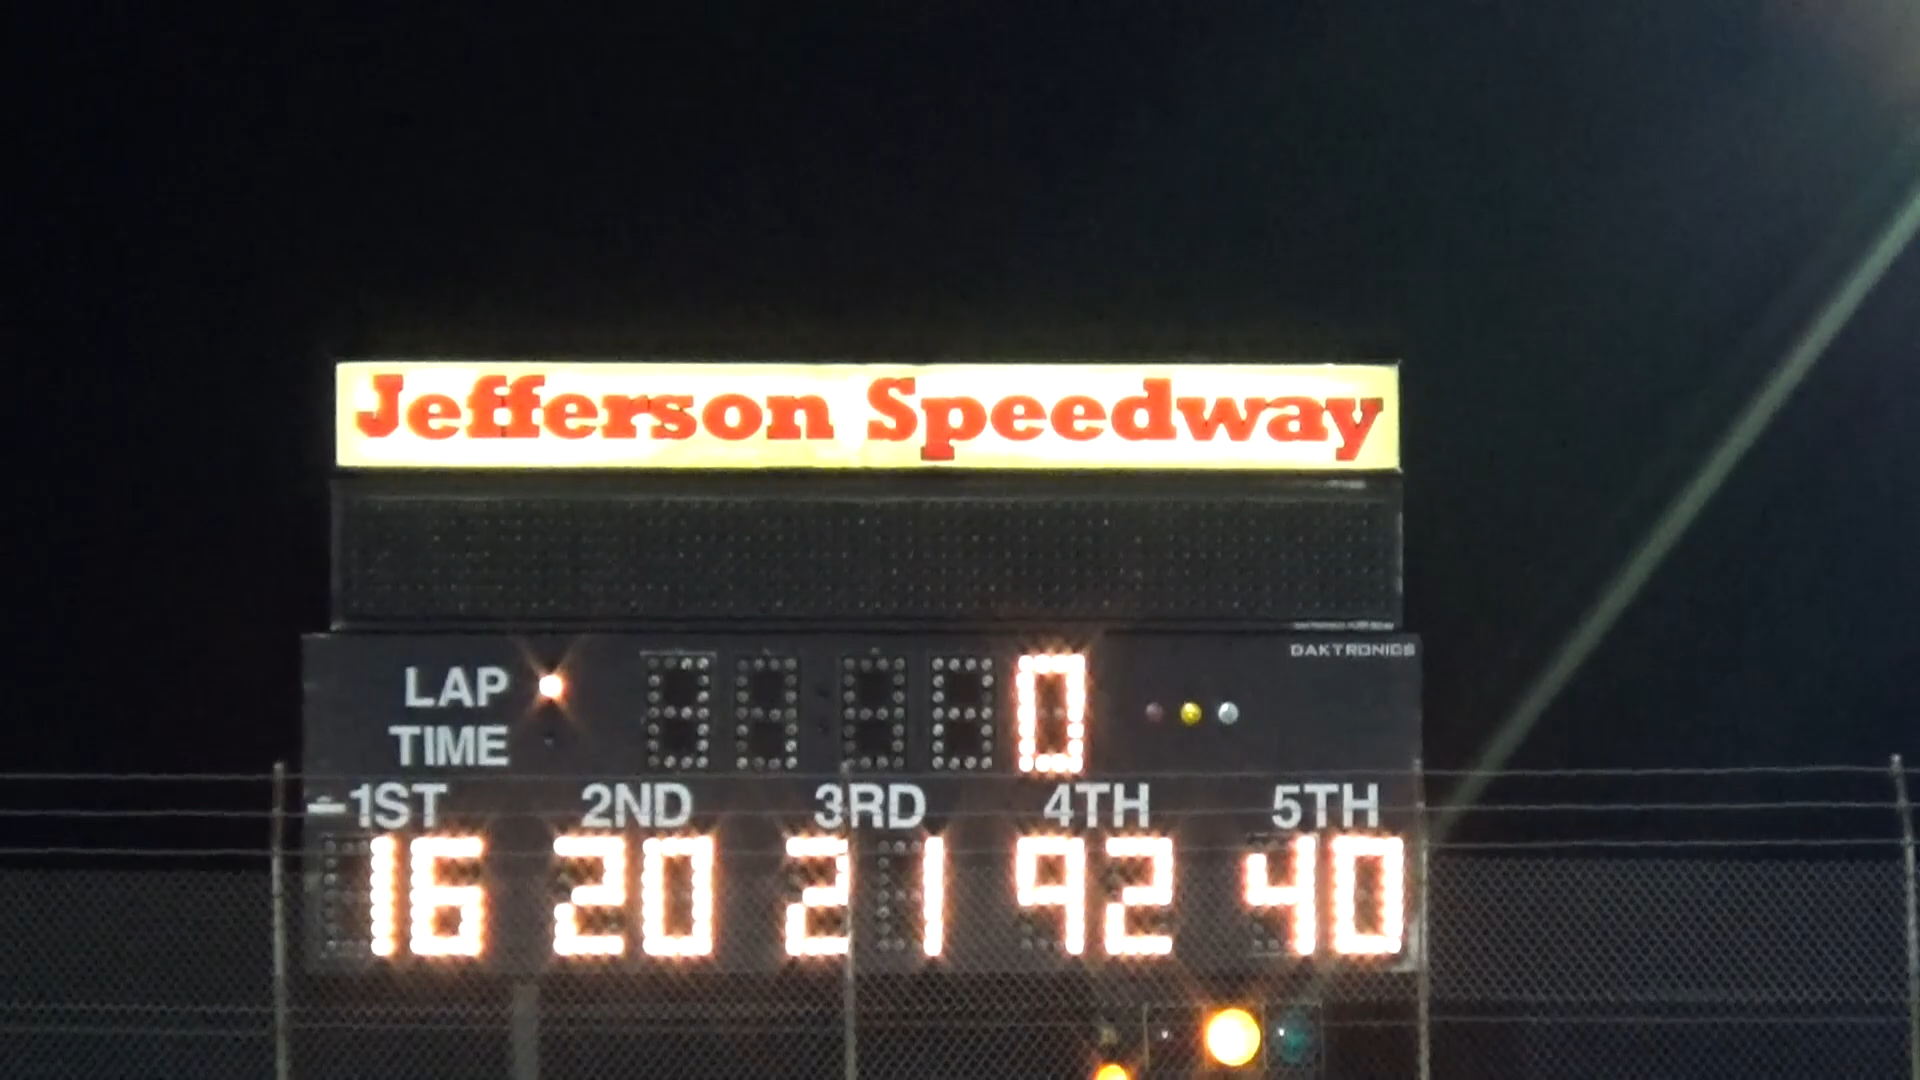 Jefferson Speedway
DAKTRONICS
LAP 0
TIME
1ST 2ND 3RD 4TH 5TH
16 20 21 92 40